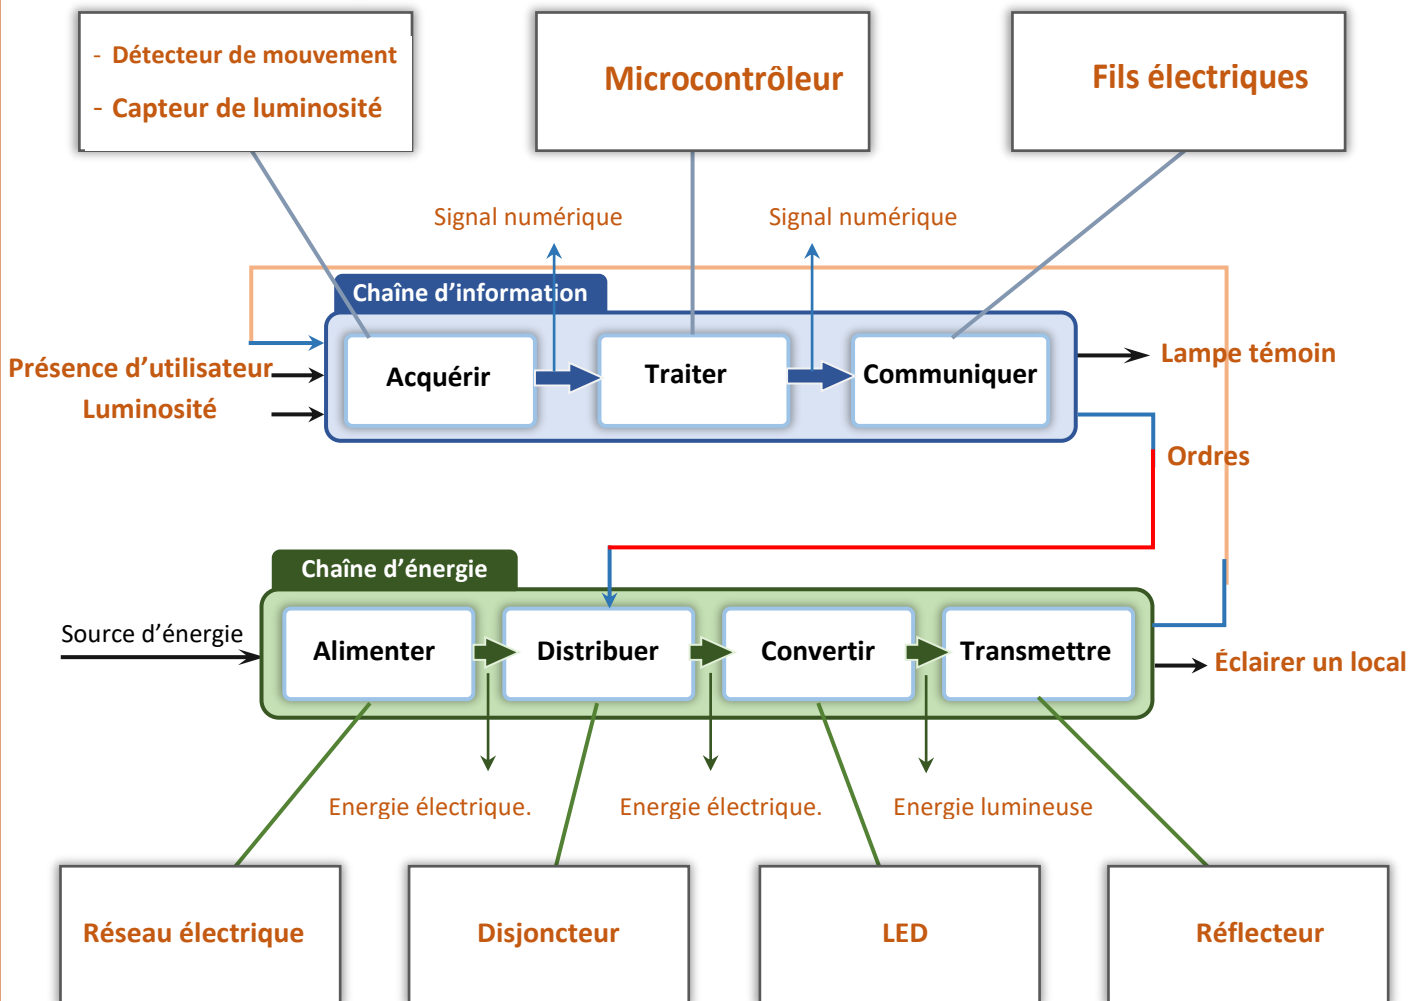 - Détecteur de mouvement
- Capteur de luminosité
Microcontrôleur
Fils électriques
Signal numérique
Signal numérique
Chaîne d’information
Présence d’utilisateur
Luminosité
Acquérir
Traiter
Communiquer
Lampe témoin
Ordres
Chaîne d’énergie
Source d’énergie
Alimenter
Distribuer
Convertir
Transmettre
Éclairer un local
Energie électrique.
Energie électrique.
Energie lumineuse
Réseau électrique
Disjoncteur
LED
Réflecteur